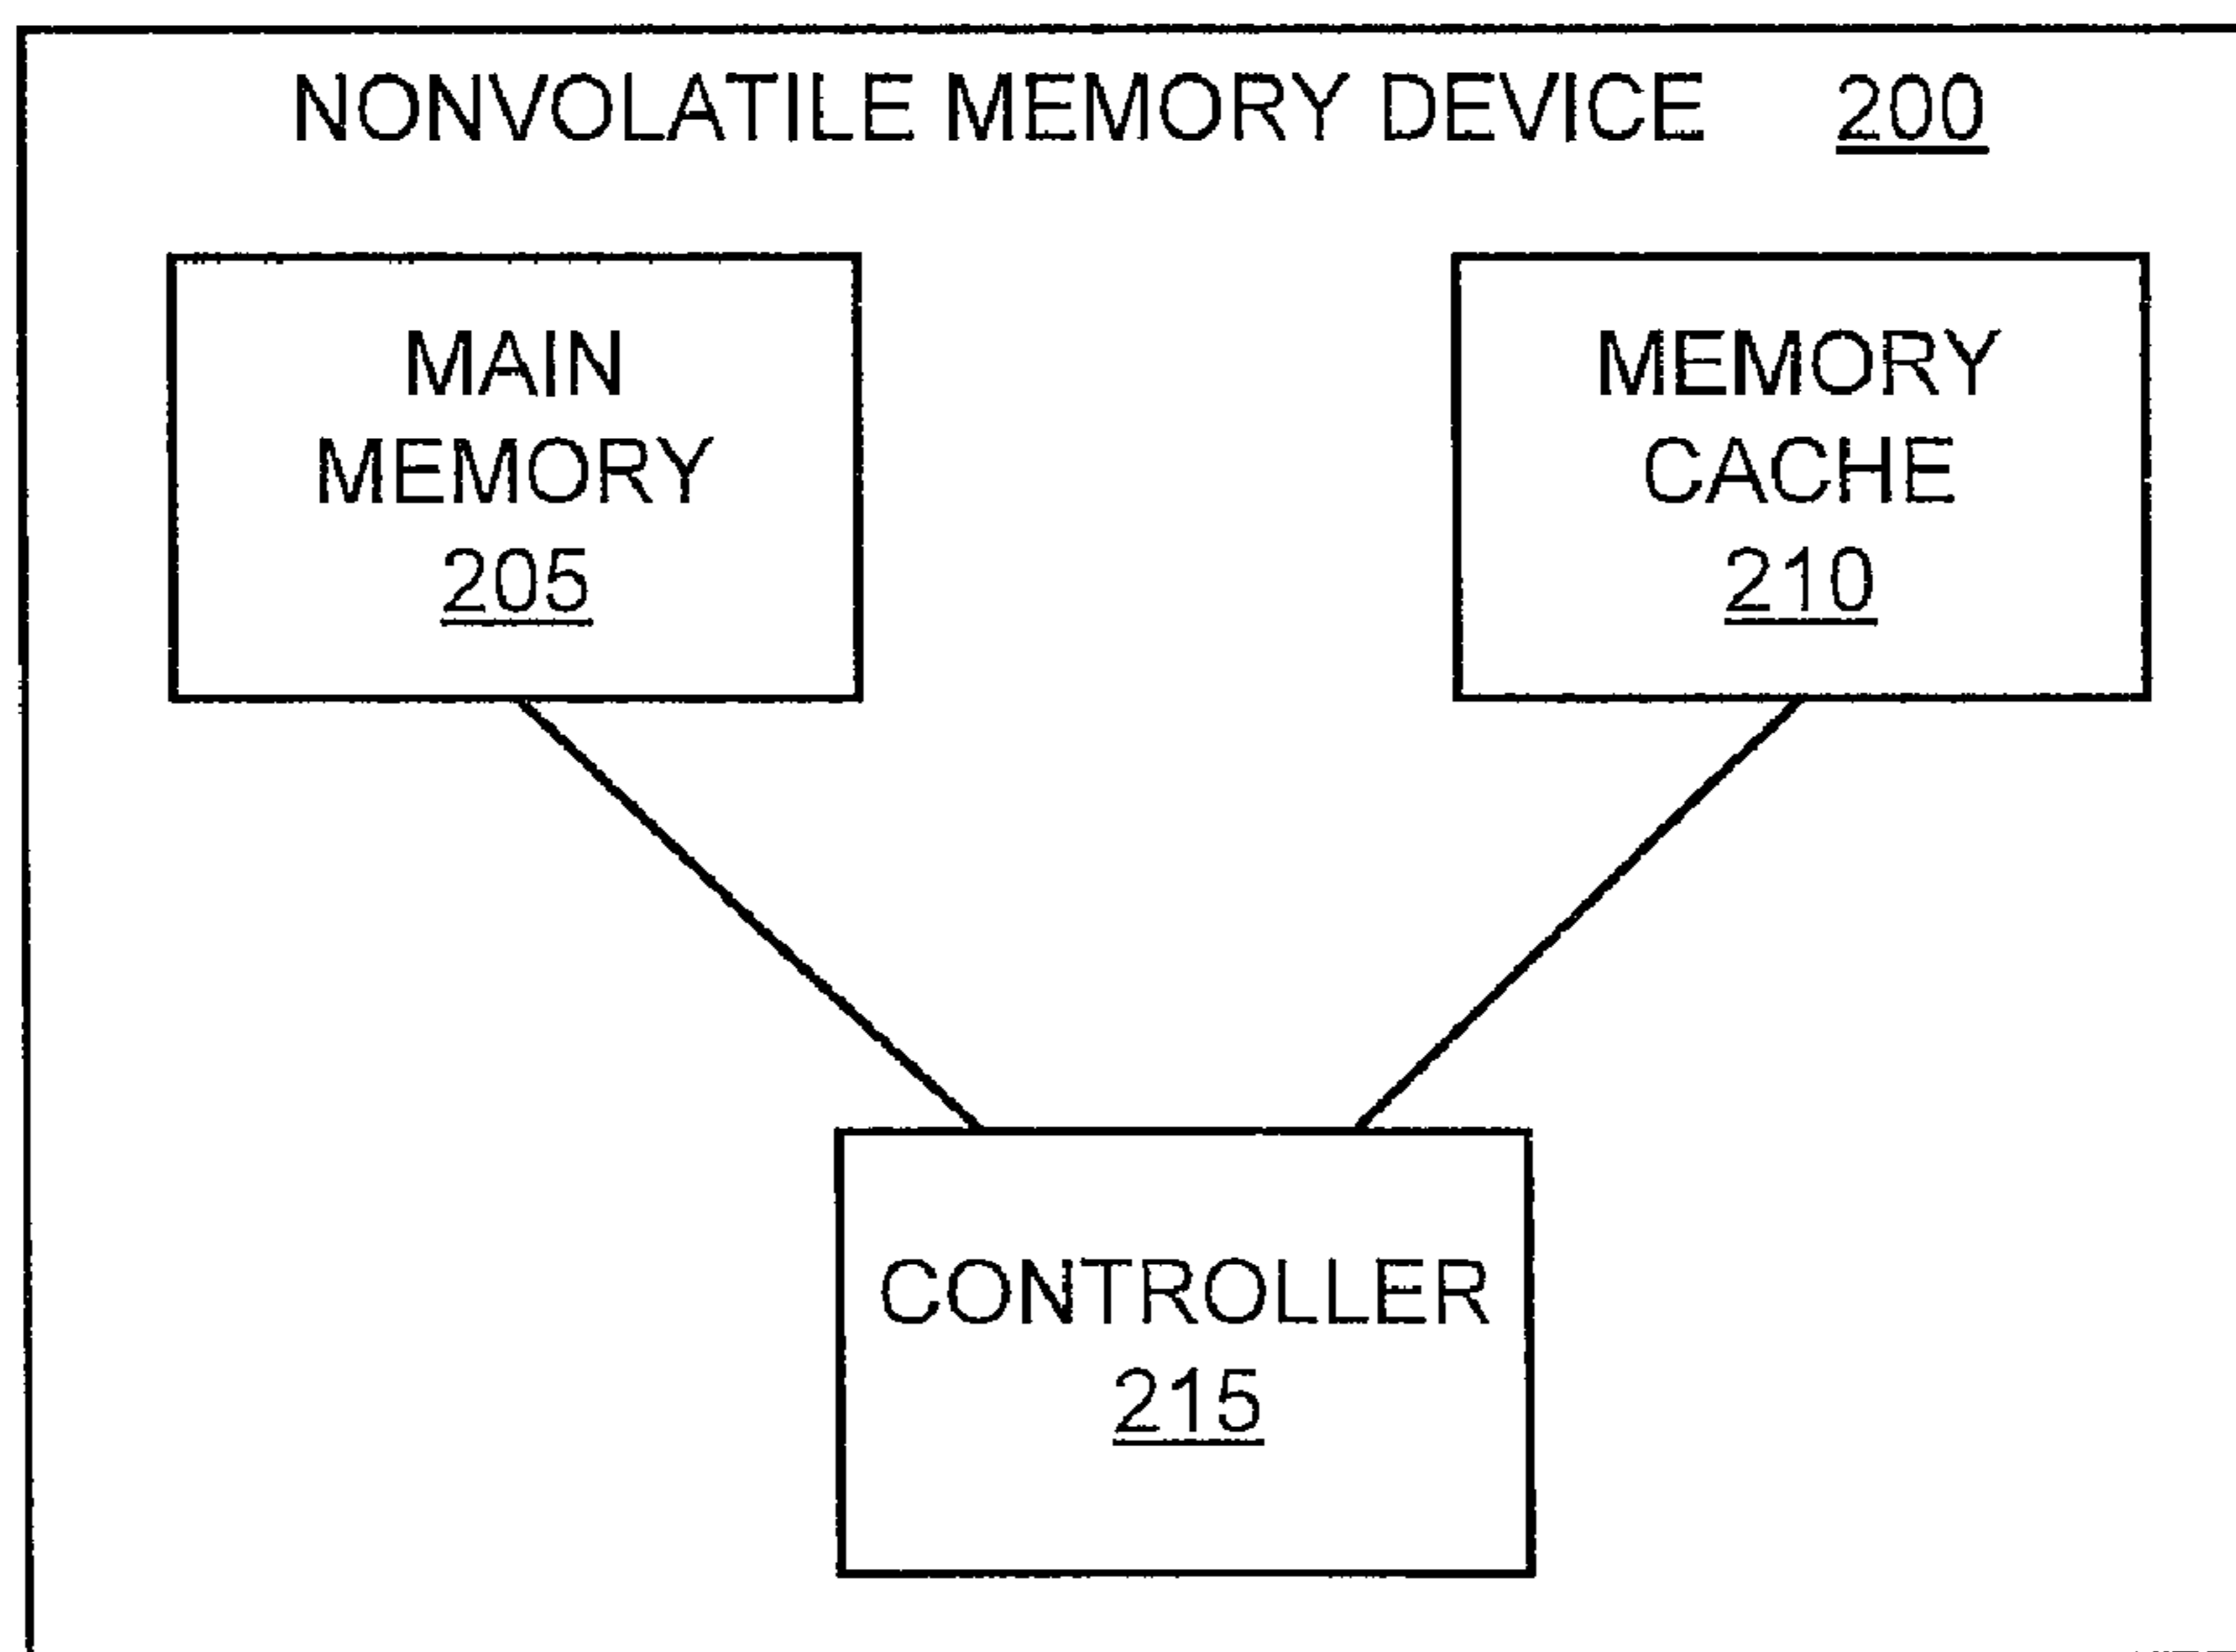 NONVOLATILE MEMORY DEVICE 200
MAIN
MEMORY
205
MEMORY
CACHE
210
CONTROLLER
215